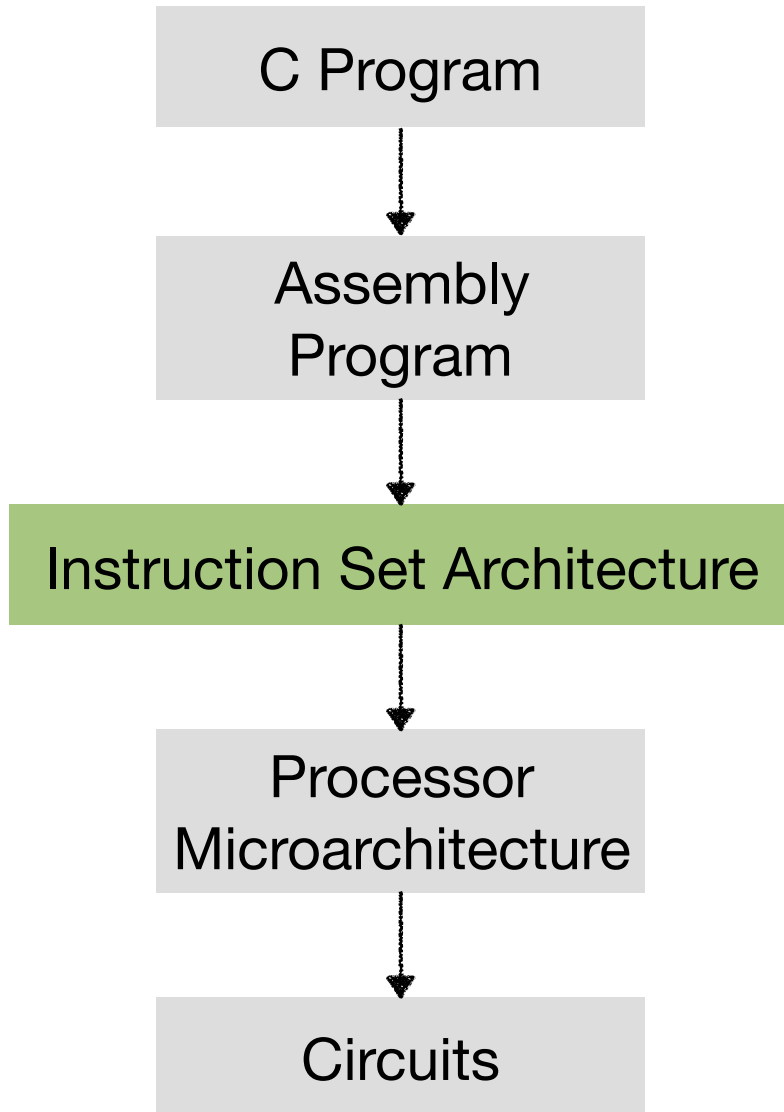 C Program
Assembly
Program
Instruction Set Architecture
Processor
Microarchitecture
Circuits